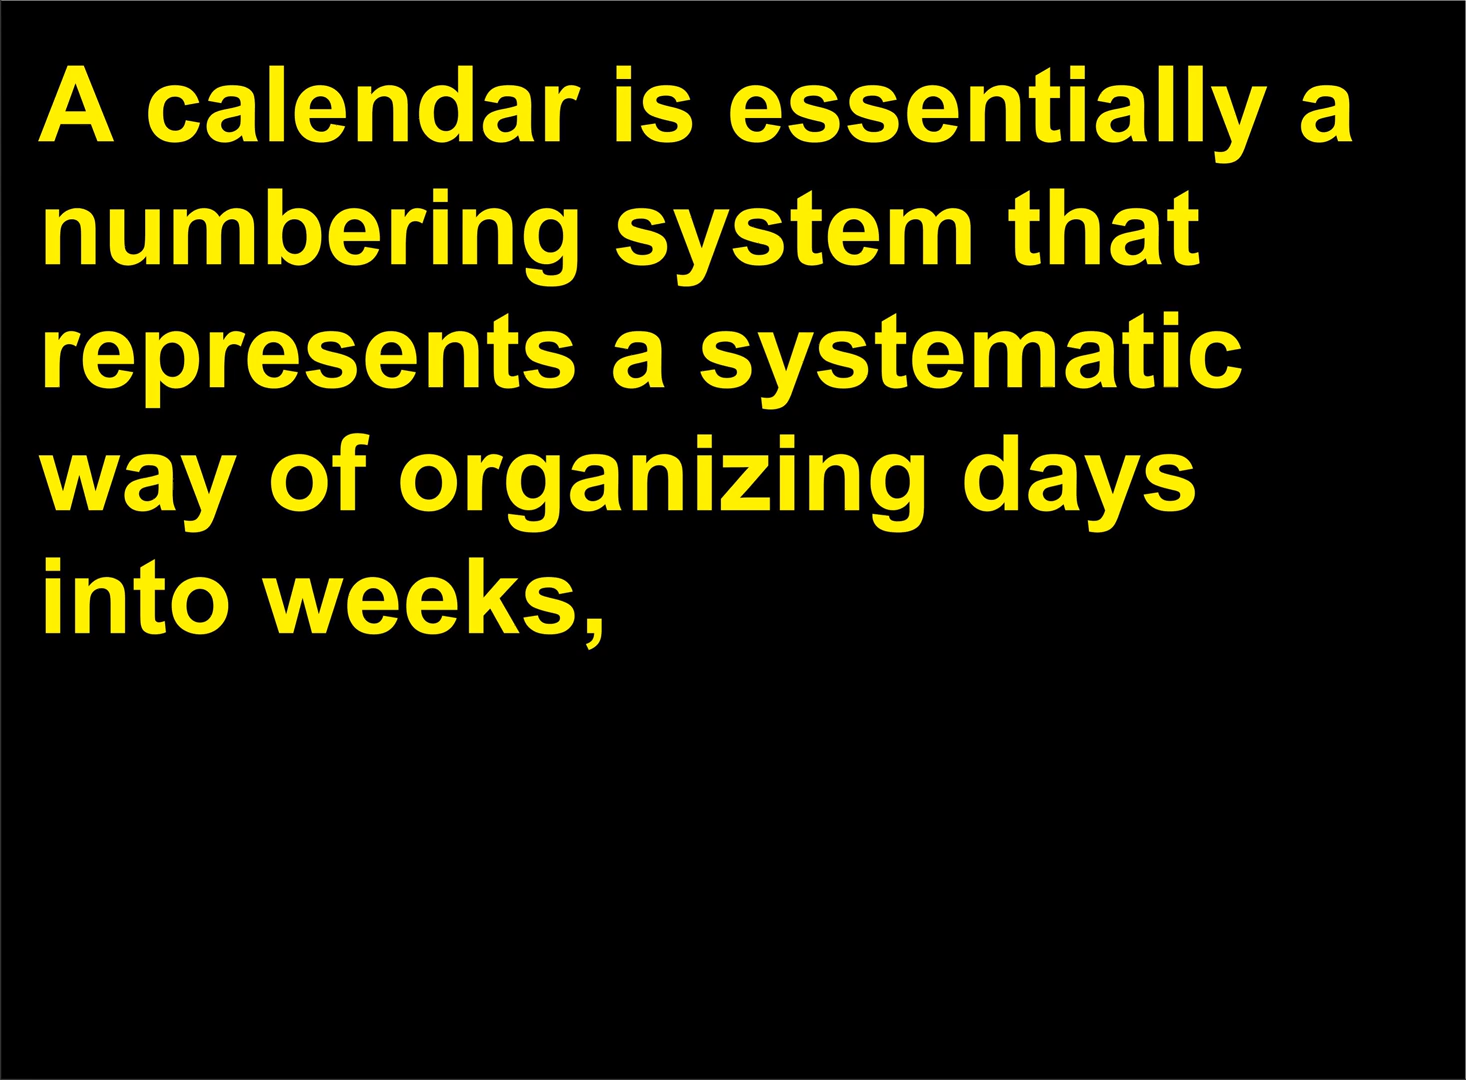 A calendar is essentially a
numbering system that
represents a systematic
way of organizing days
into weeks,